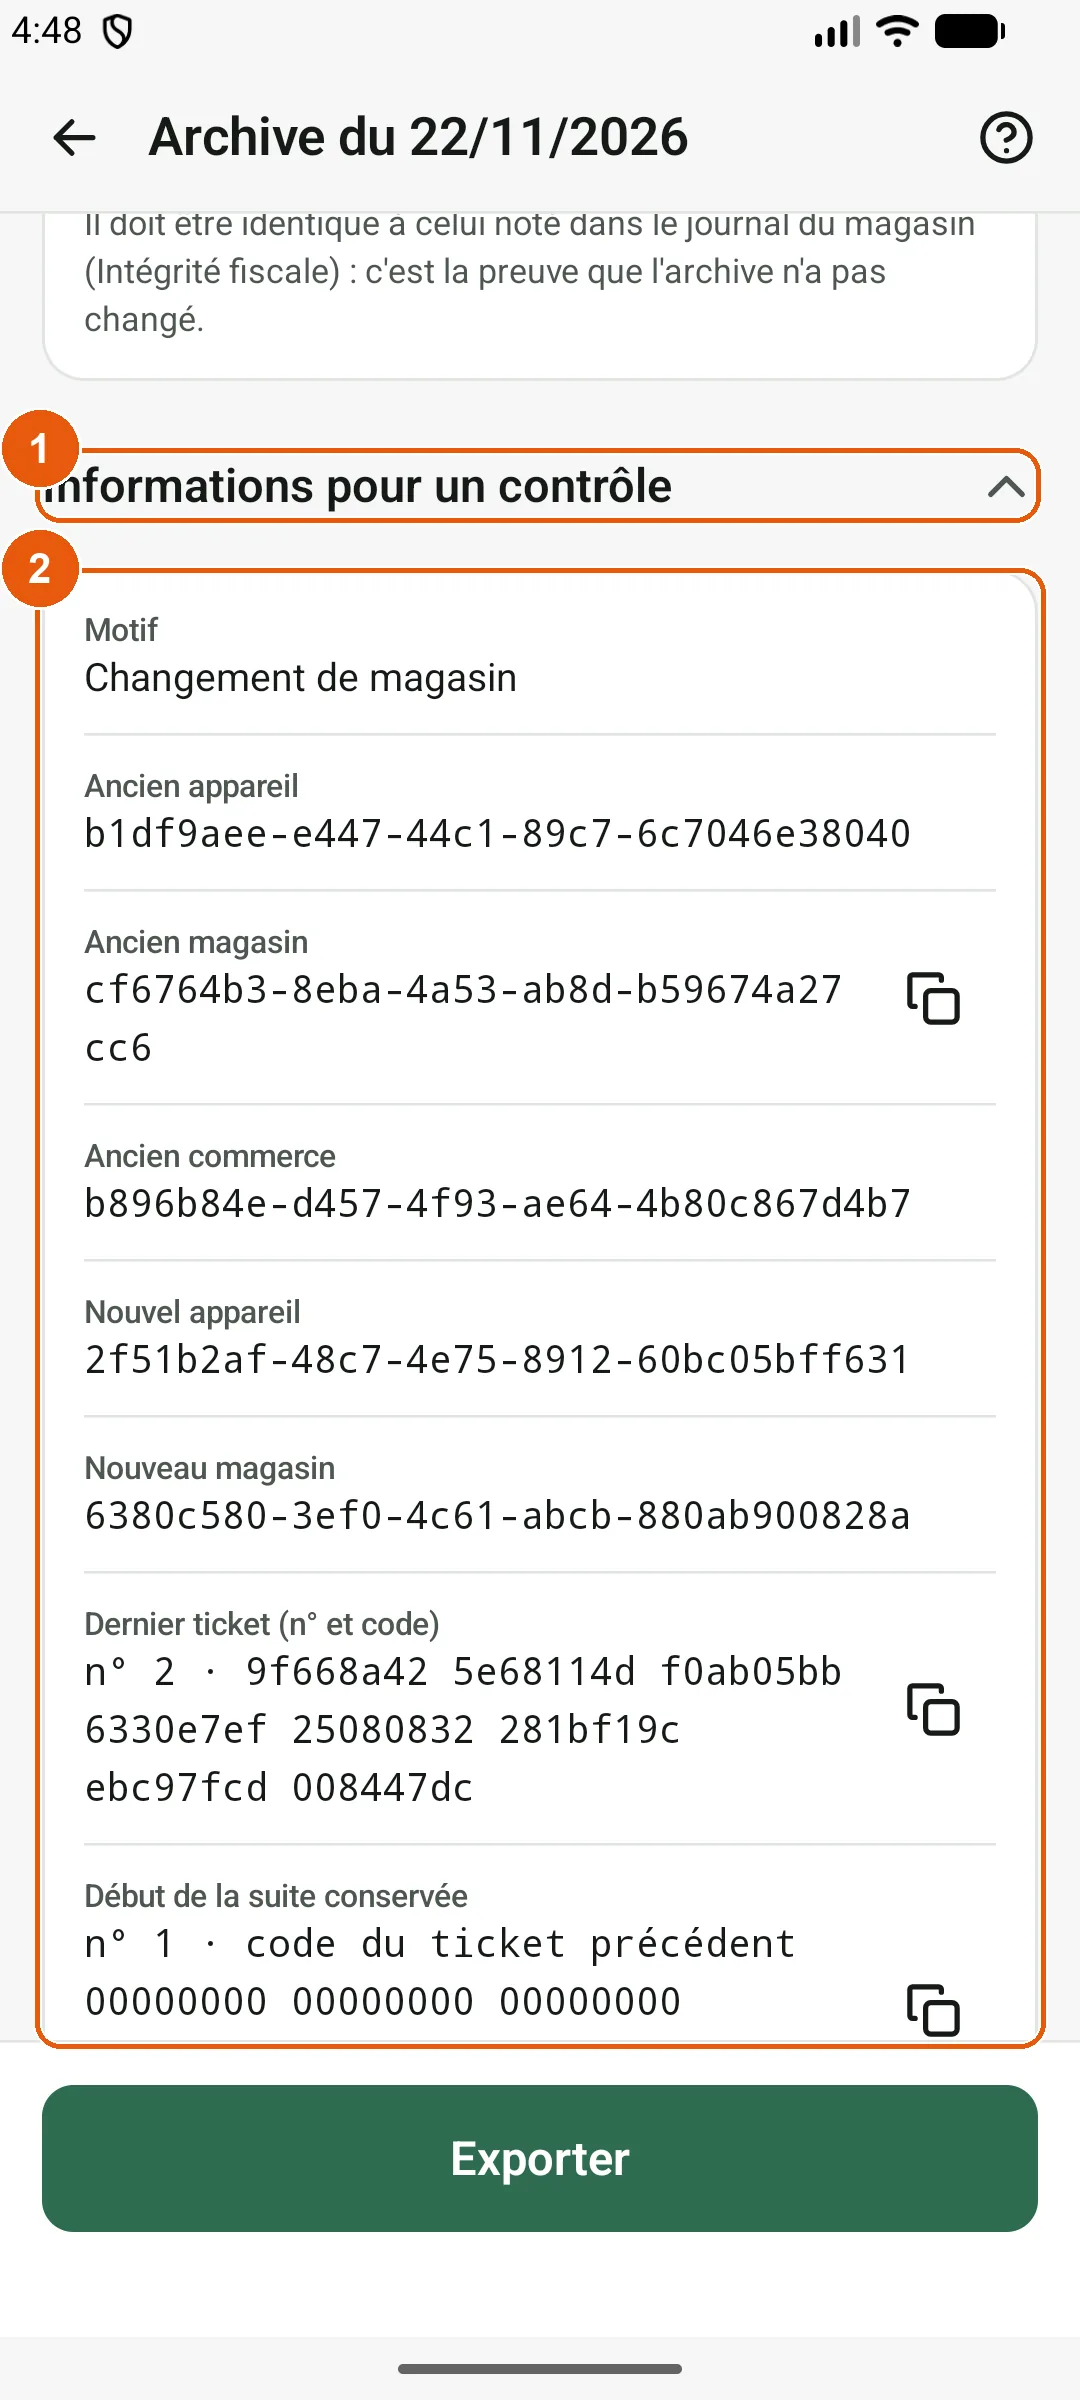 4:48
Archive du 22/11/2026
Il doit être identique à celui noté dans le journal du magasin
(Intégrité fiscale) : c'est la preuve que l'archive n'a pas
changé.
1
Informations pour un contrôle
2
Motif
Changement de magasin
Ancien appareil
b1df9aee-e447-44c1-89c7-6c7046e38040
Ancien magasin
cf6764b3-8eba-4a53-ab8d-b59674a27
cc6
Ancien commerce
b896b84e-d457-4f93-ae64-4b80c867d4b7
Nouvel appareil
2f51b2af-48c7-4e75-8912-60bc05bff631
Nouveau magasin
6380c580-3ef0-4c61-abcb-880ab900828a
Dernier ticket (n° et code)
n° 2 · 9f668a42 5e68114d f0ab05bb
6330e7ef 25080832 281bf19c
ebc97fcd 008447dc
Début de la suite conservée
n° 1 · code du ticket précédent
00000000 00000000 00000000
Exporter